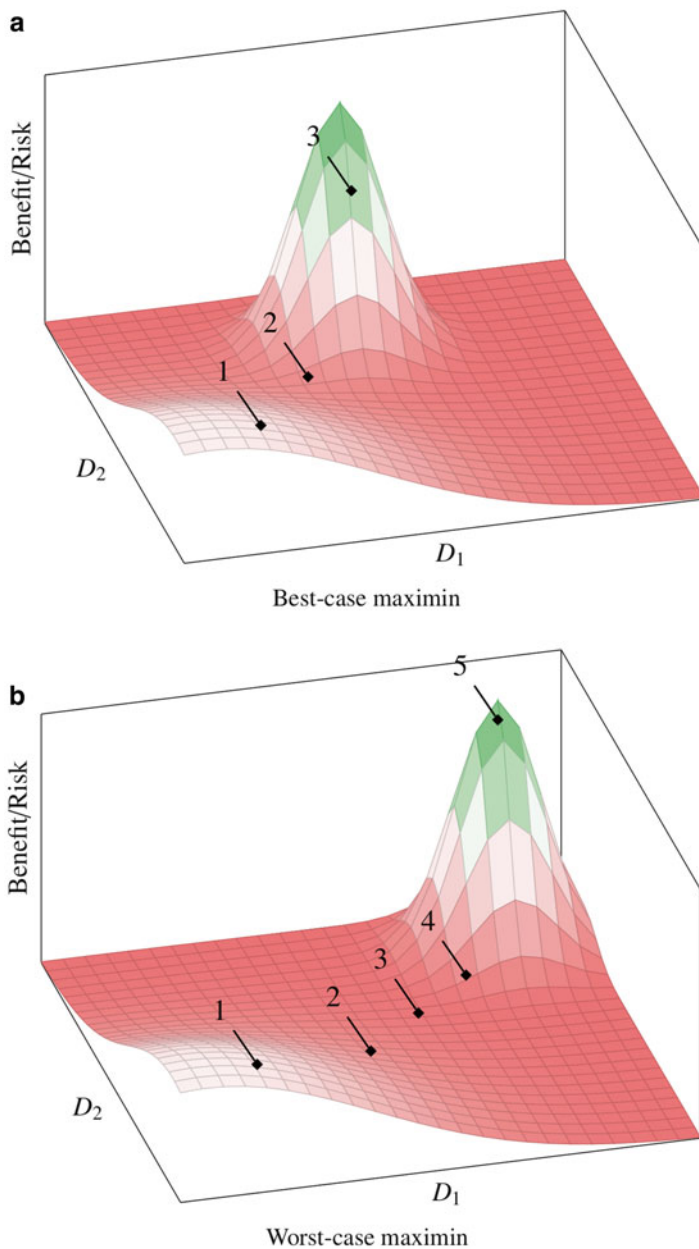 a
Benefit/Risk
3
2
1
D₂
D₁
Best-case maximin
b
Benefit/Risk
5
4
3
2
1
D₂
D₁
Worst-case maximin